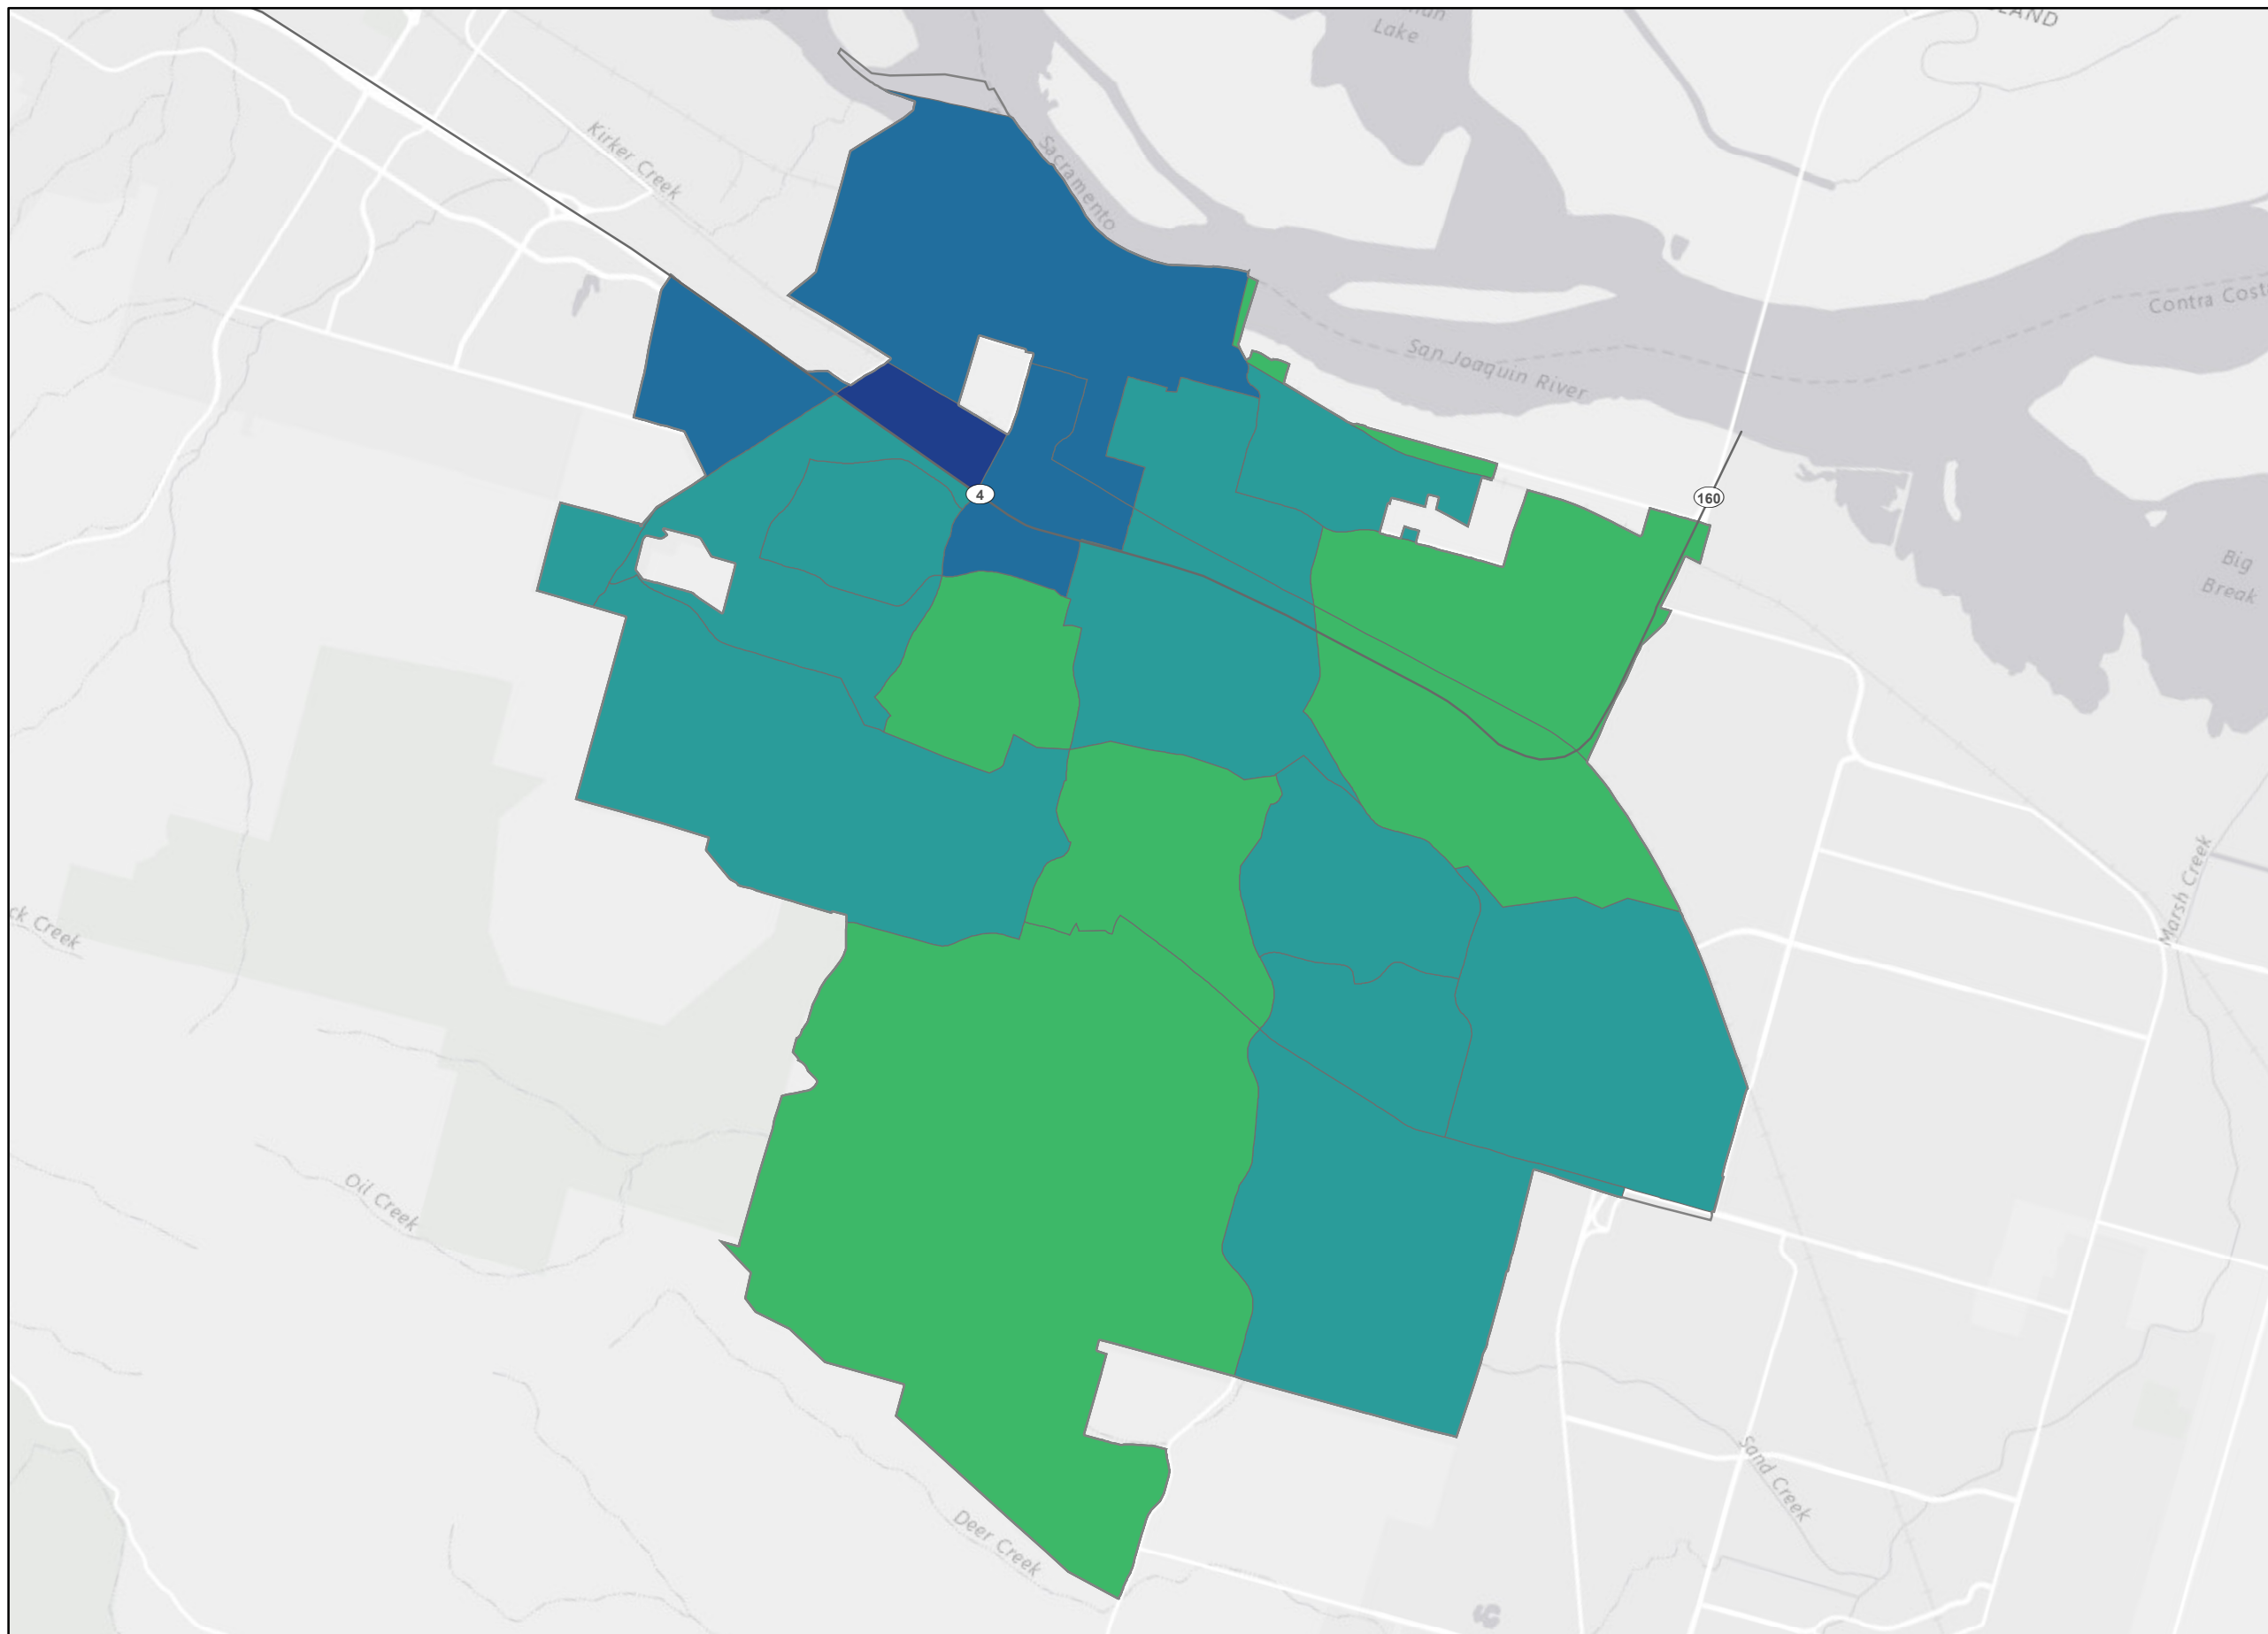 Lake
Kirker Creek
Sacramento
Contra Cost
San Joaquin River
4
160
Big
Break
Marsh Creek
ck Creek
Oil Creek
Sand Creek
Deer Creek